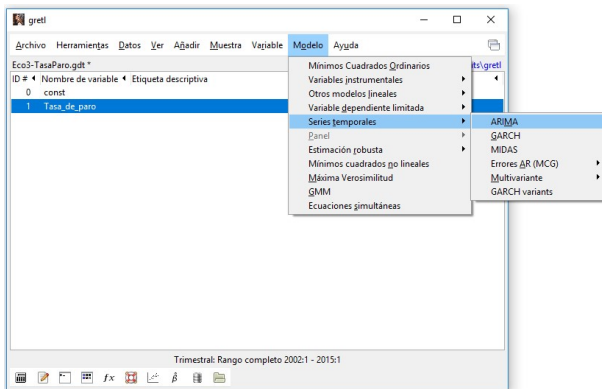 gretl
Archivo Herramientas Datos Ver Añadir Muestra Variable Modelo Ayuda
Eco3-TasaParo.gdt *
its\gretl
ID # Nombre de variable Etiqueta descriptiva
0 const
1 Tasa_de_paro
Mínimos Cuadrados Ordinarios
Variables instrumentales
Otros modelos lineales
Variable dependiente limitada
Series temporales
Panel
Estimación robusta
Mínimos cuadrados no lineales
Máxima Verosimilitud
GMM
Ecuaciones simultáneas
ARIMA
GARCH
MIDAS
Errores AR (MCG)
Multivariante
GARCH variants
Trimestral: Rango completo 2002:1 - 2015:1
fx
β̂